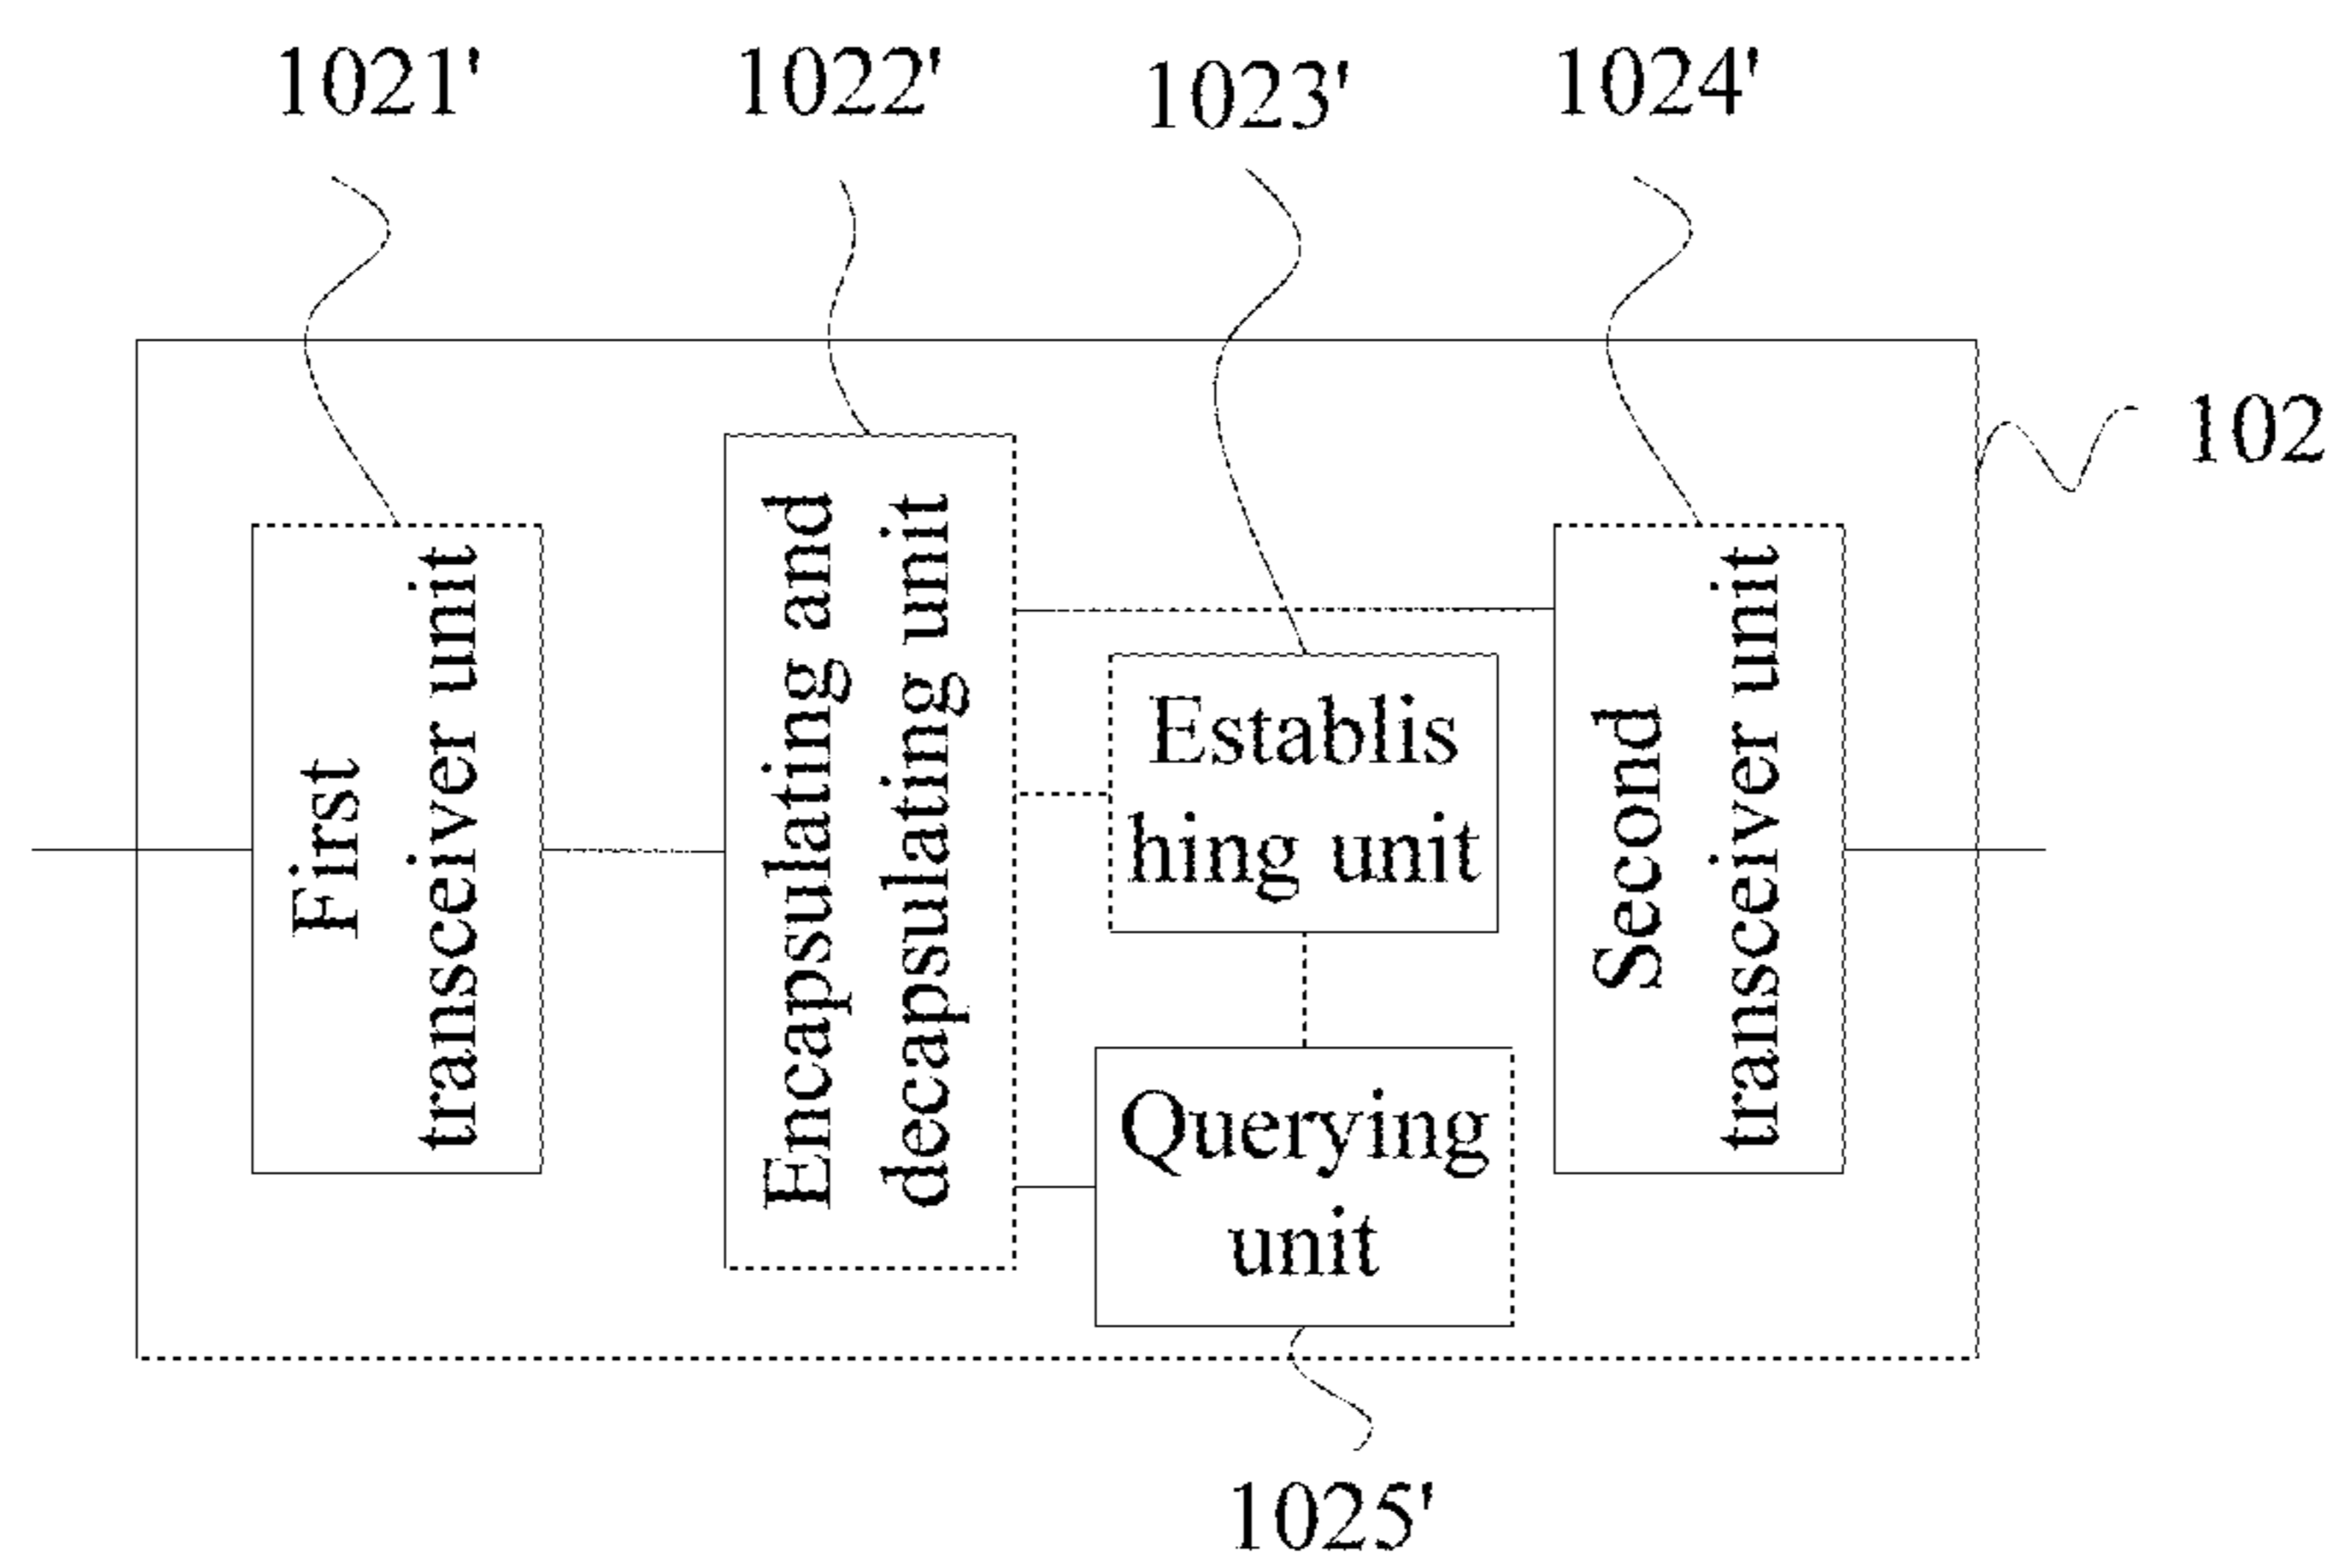 1021'
1022'
1023'
1024'
102
First
transceiver unit
Encapsulating and
decapsulating unit
Establis
hing unit
Querying
unit
Second
transceiver unit
1025'